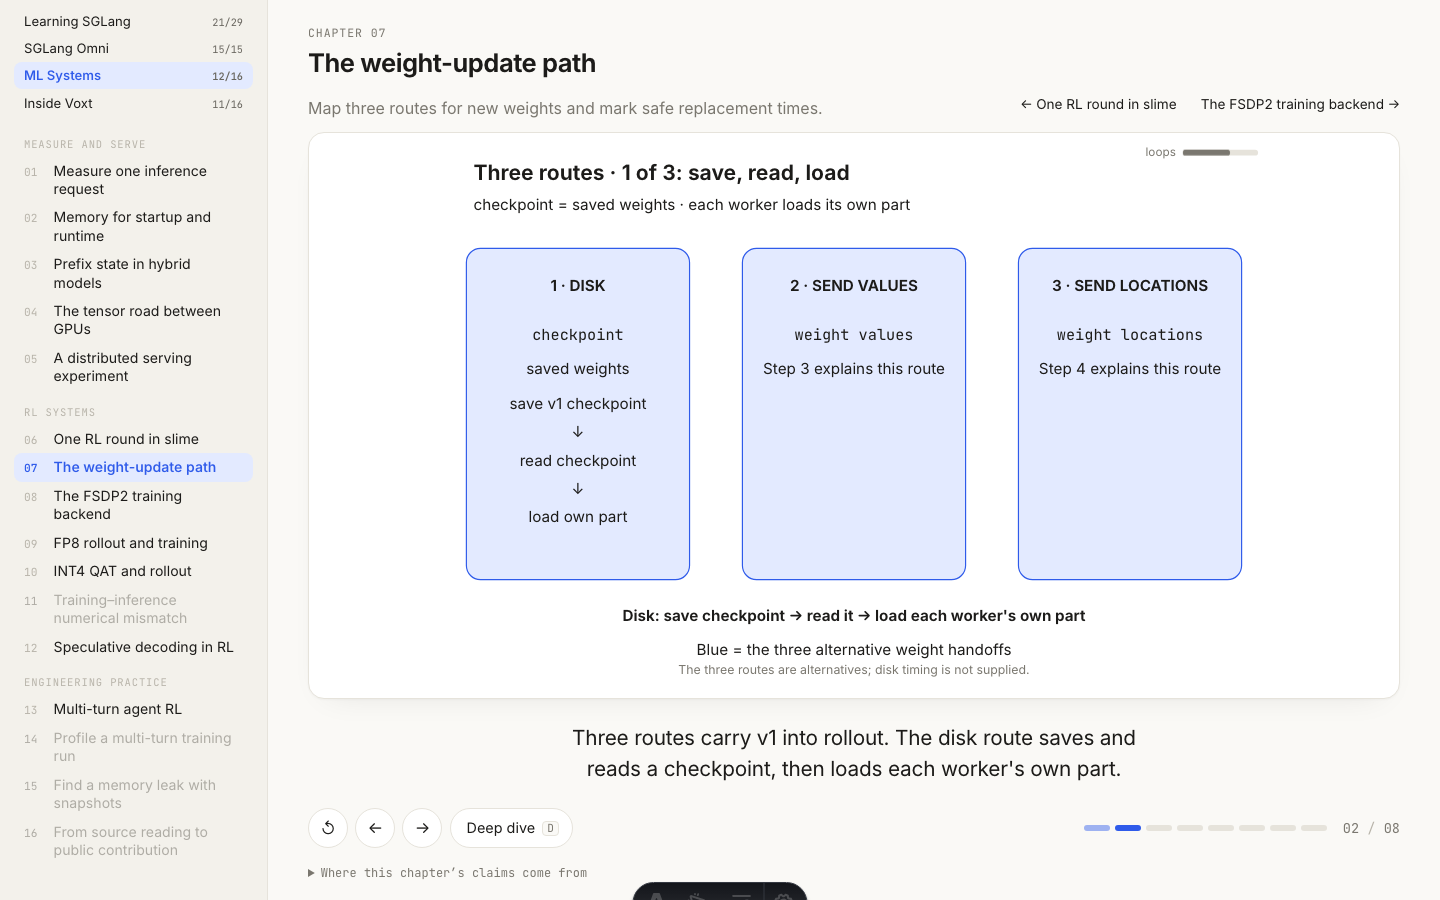 Learning SGLang 21/29
SGLang Omni 15/15
ML Systems 12/16
Inside Voxt 11/16
MEASURE AND SERVE
01 Measure one inference
request
02 Memory for startup and
runtime
03 Prefix state in hybrid
models
04 The tensor road between
GPUs
05 A distributed serving
experiment
RL SYSTEMS
06 One RL round in slime
07 The weight-update path
08 The FSDP2 training
backend
09 FP8 rollout and training
10 INT4 QAT and rollout
11 Training–inference
numerical mismatch
12 Speculative decoding in RL
ENGINEERING PRACTICE
13 Multi-turn agent RL
14 Profile a multi-turn training
run
15 Find a memory leak with
snapshots
16 From source reading to
public contribution
CHAPTER 07
The weight-update path
Map three routes for new weights and mark safe replacement times.
← One RL round in slime The FSDP2 training backend →
loops
Three routes · 1 of 3: save, read, load
checkpoint = saved weights · each worker loads its own part
1 · DISK
checkpoint
saved weights
save v1 checkpoint
↓
read checkpoint
↓
load own part
2 · SEND VALUES
weight values
Step 3 explains this route
3 · SEND LOCATIONS
weight locations
Step 4 explains this route
Disk: save checkpoint → read it → load each worker's own part
Blue = the three alternative weight handoffs
The three routes are alternatives; disk timing is not supplied.
Three routes carry v1 into rollout. The disk route saves and
reads a checkpoint, then loads each worker's own part.
Deep dive D
02 / 08
▶ Where this chapter’s claims come from